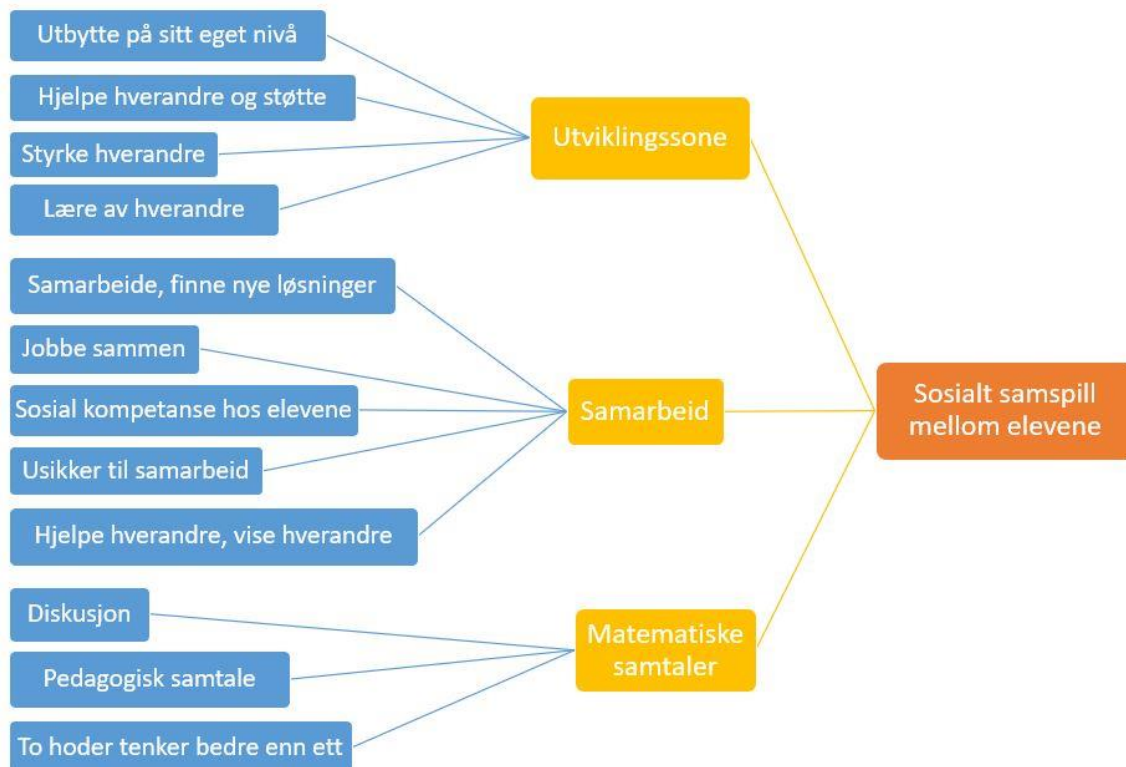 Utbytte på sitt eget nivå
Hjelpe hverandre og støtte
Styrke hverandre
Lære av hverandre
Utviklingssone
Samarbeide, finne nye løsninger
Jobbe sammen
Sosial kompetanse hos elevene
Usikker til samarbeid
Hjelpe hverandre, vise hverandre
Samarbeid
Diskusjon
Pedagogisk samtale
To hoder tenker bedre enn ett
Matematiske
samtaler
Sosialt samspill
mellom elevene